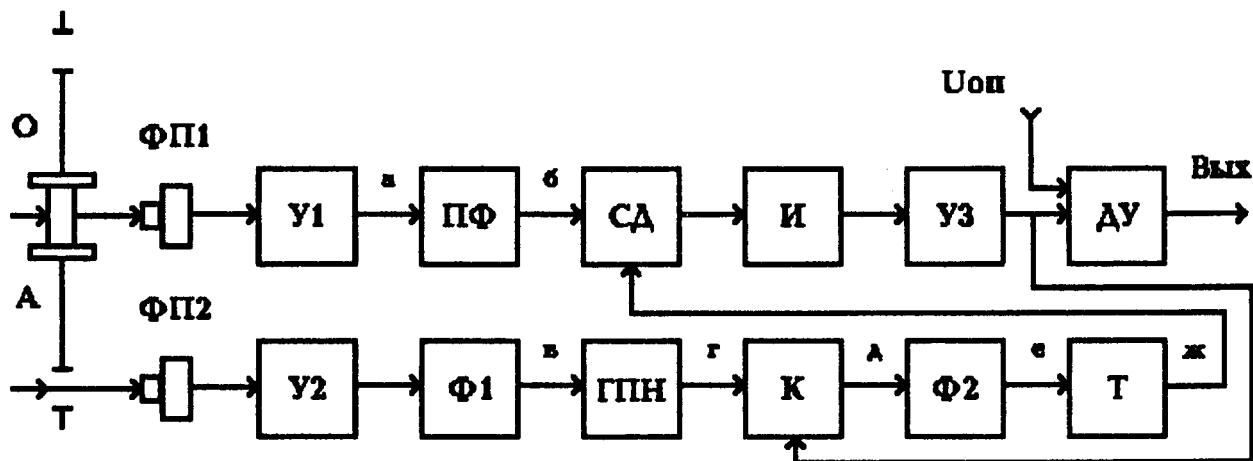 Uоп
О
ФП1
Вых
а
б
У1
ПФ
СД
И
У3
ДУ
А
ФП2
в
г
д
е
ж
У2
Ф1
ГПН
К
Ф2
Т